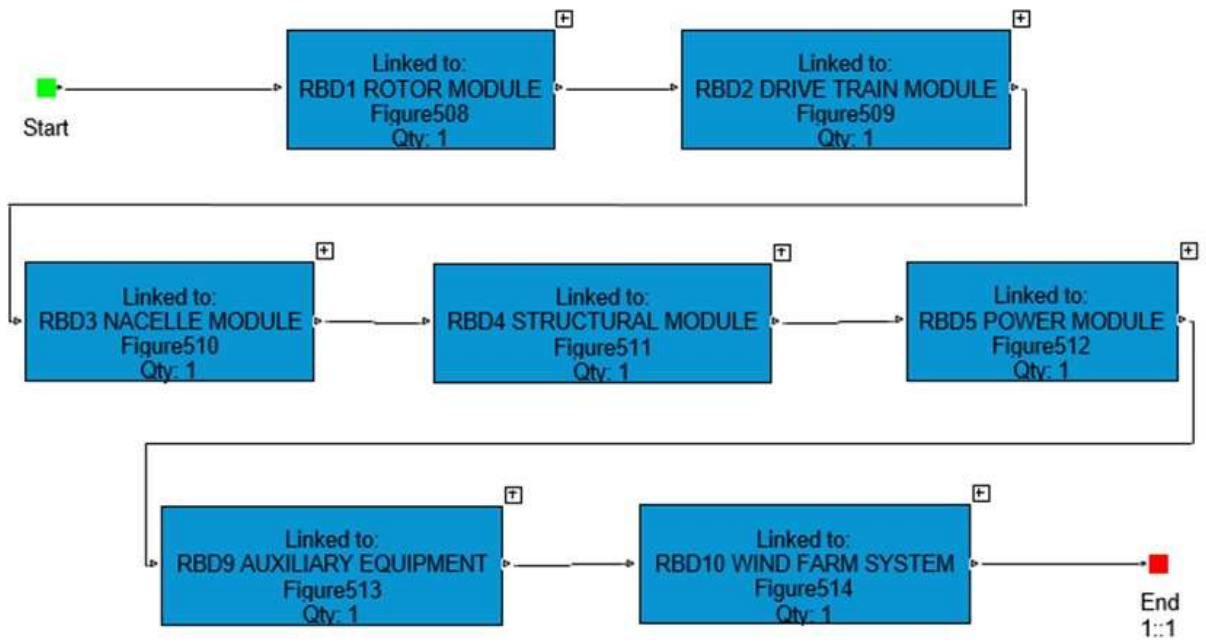 Linked to:
RBD1 ROTOR MODULE
Figure508
Qty: 1
Linked to:
RBD2 DRIVE TRAIN MODULE
Figure509
Qty: 1
Start
Linked to:
RBD3 NACELLE MODULE
Figure510
Qty: 1
Linked to:
RBD4 STRUCTURAL MODULE
Figure511
Qty: 1
Linked to:
RBD5 POWER MODULE
Figure512
Qty: 1
Linked to:
RBD9 AUXILIARY EQUIPMENT
Figure513
Qty: 1
Linked to:
RBD10 WIND FARM SYSTEM
Figure514
Qty: 1
End
1::1